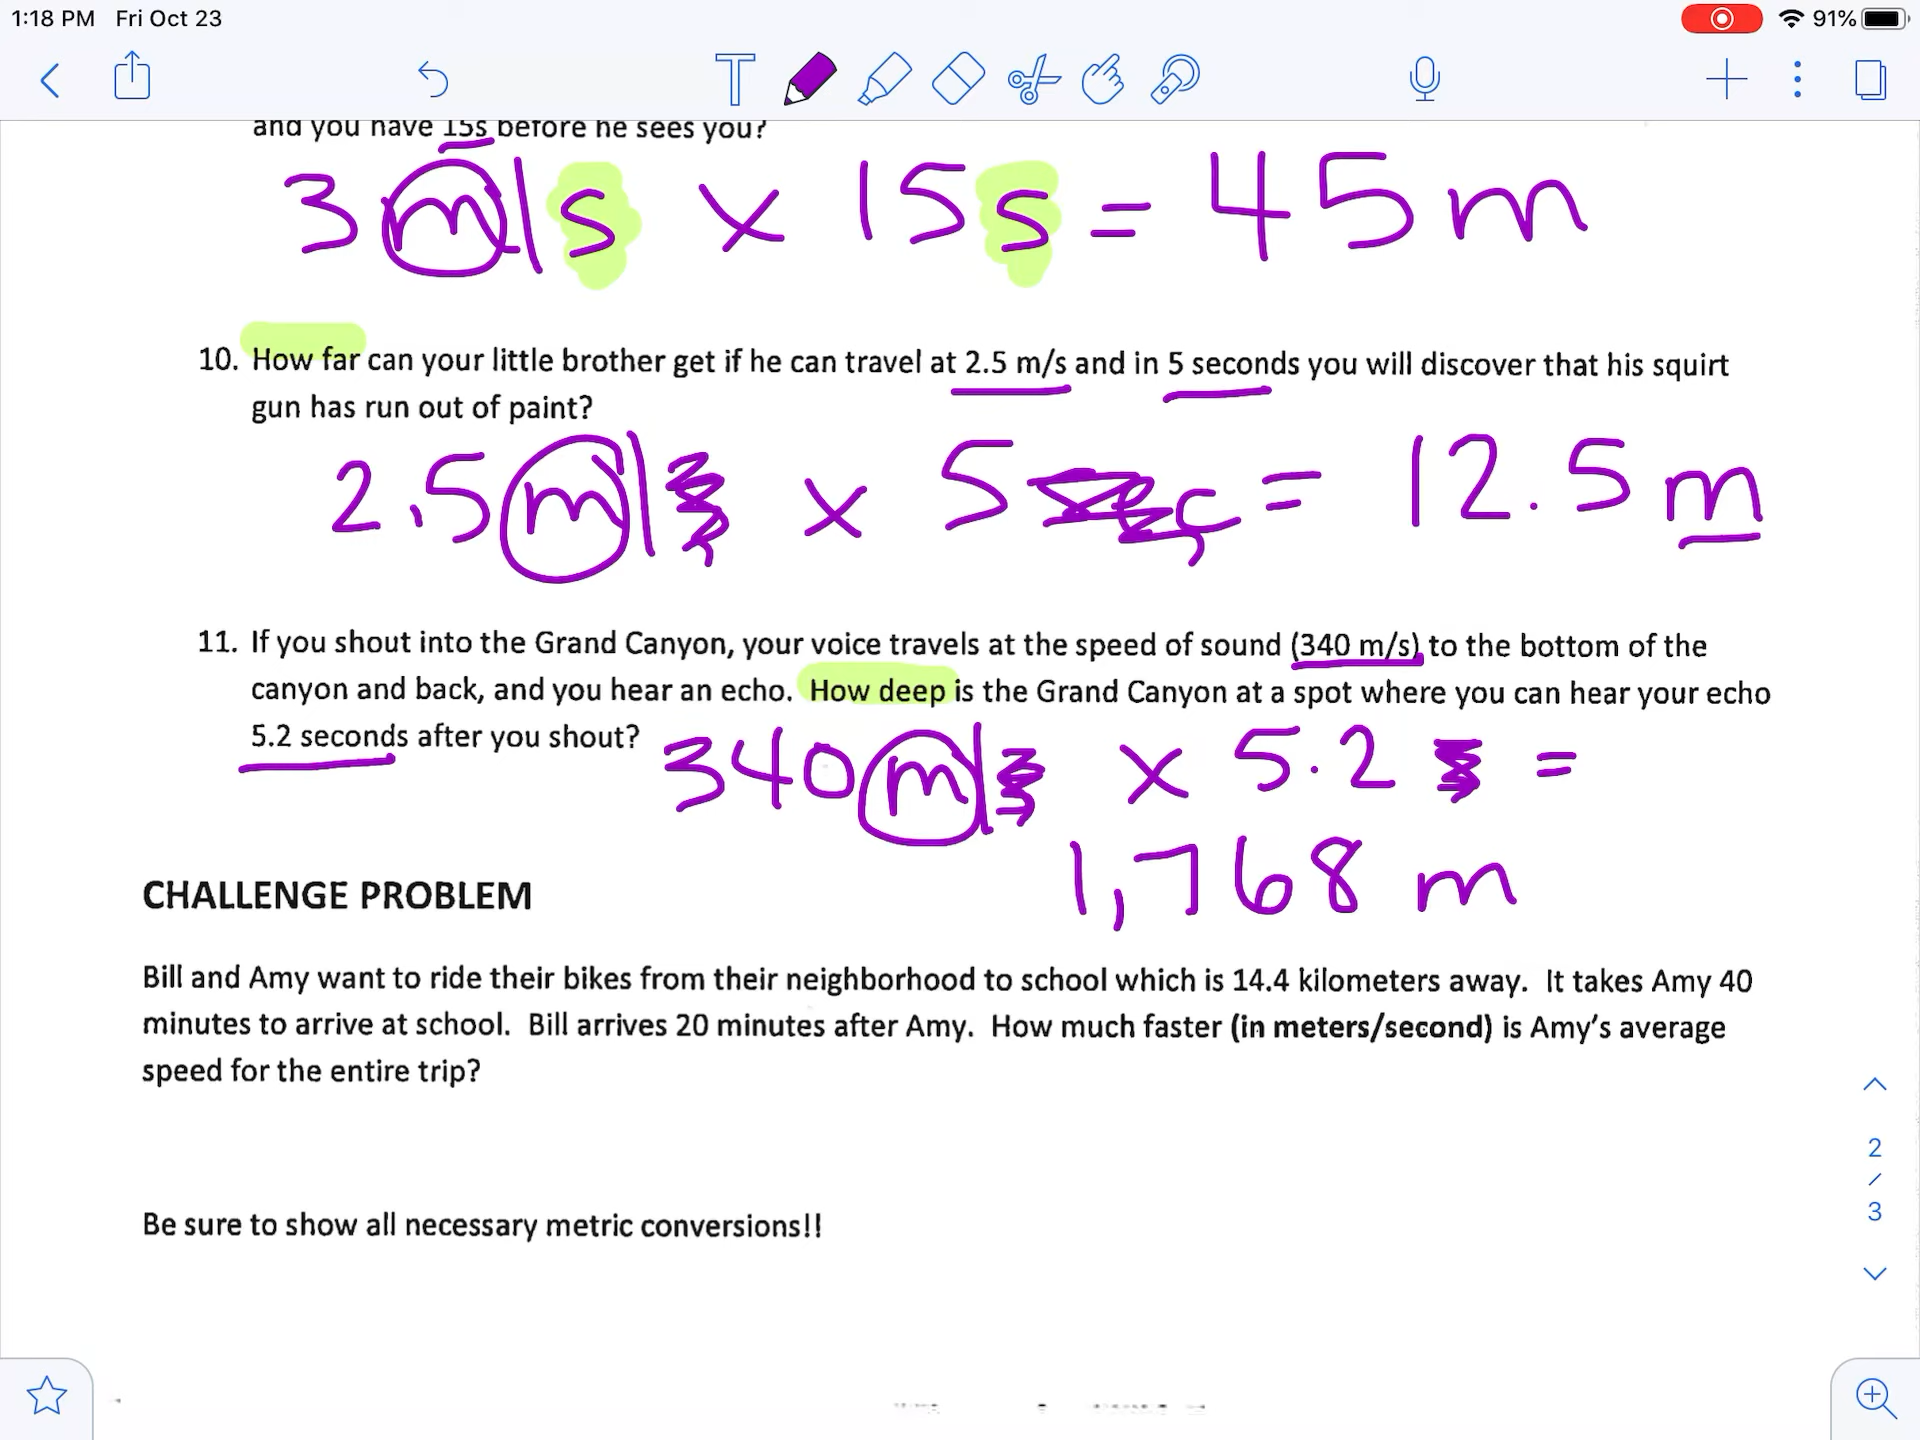 1:18 PM Fri Oct 23
91%
T
and you have 15s before he sees you?
3 m/s x 15 s = 45 m
10. How far can your little brother get if he can travel at 2.5 m/s and in 5 seconds you will discover that his squirt
gun has run out of paint?
2.5 m/s x 5 sec = 12.5 m
11. If you shout into the Grand Canyon, your voice travels at the speed of sound (340 m/s) to the bottom of the
canyon and back, and you hear an echo. How deep is the Grand Canyon at a spot where you can hear your echo
5.2 seconds after you shout?
340 m/s x 5.2 s =
1,768 m
CHALLENGE PROBLEM
Bill and Amy want to ride their bikes from their neighborhood to school which is 14.4 kilometers away. It takes Amy 40
minutes to arrive at school. Bill arrives 20 minutes after Amy. How much faster (in meters/second) is Amy's average
speed for the entire trip?
2
/
3
Be sure to show all necessary metric conversions!!